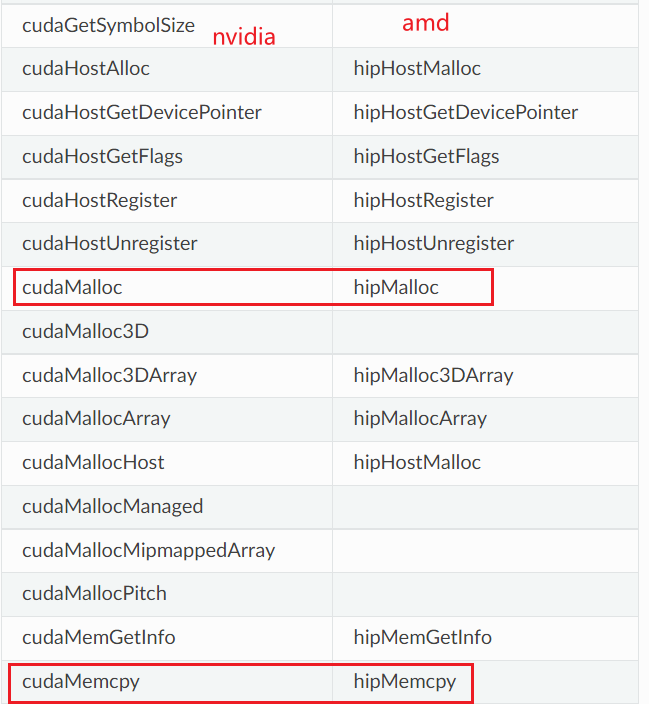 cudaGetSymbolSize nvidia amd
cudaHostAlloc hipHostMalloc
cudaHostGetDevicePointer hipHostGetDevicePointer
cudaHostGetFlags hipHostGetFlags
cudaHostRegister hipHostRegister
cudaHostUnregister hipHostUnregister
cudaMalloc hipMalloc
cudaMalloc3D
cudaMalloc3DArray hipMalloc3DArray
cudaMallocArray hipMallocArray
cudaMallocHost hipHostMalloc
cudaMallocManaged
cudaMallocMipmappedArray
cudaMallocPitch
cudaMemGetInfo hipMemGetInfo
cudaMemcpy hipMemcpy